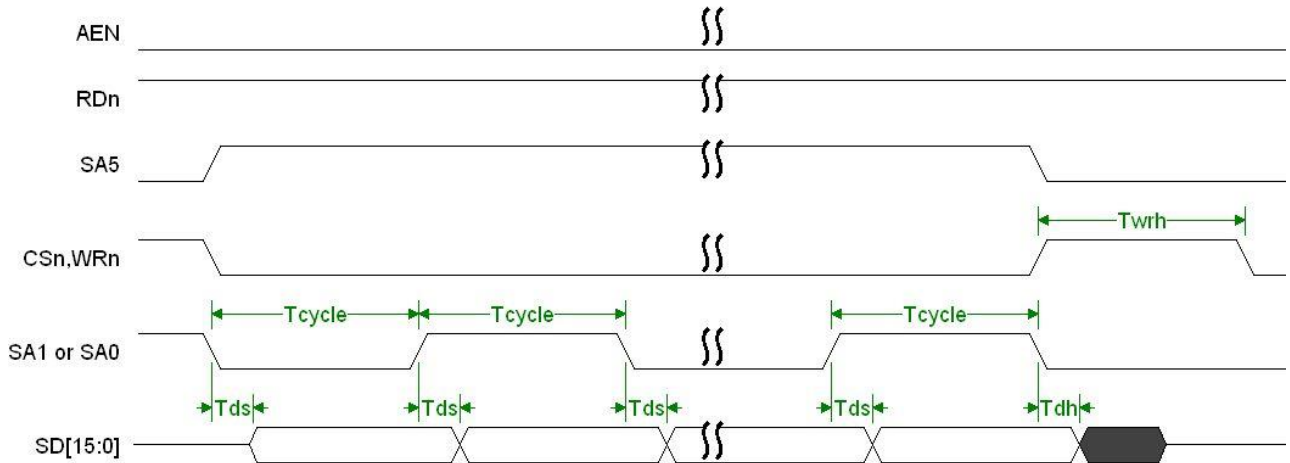 AEN
RDn
SA5
Twrh
CSn,WRn
Tcycle Tcycle Tcycle
SA1 or SA0
Tds Tds Tds Tds Tdh
SD[15:0]